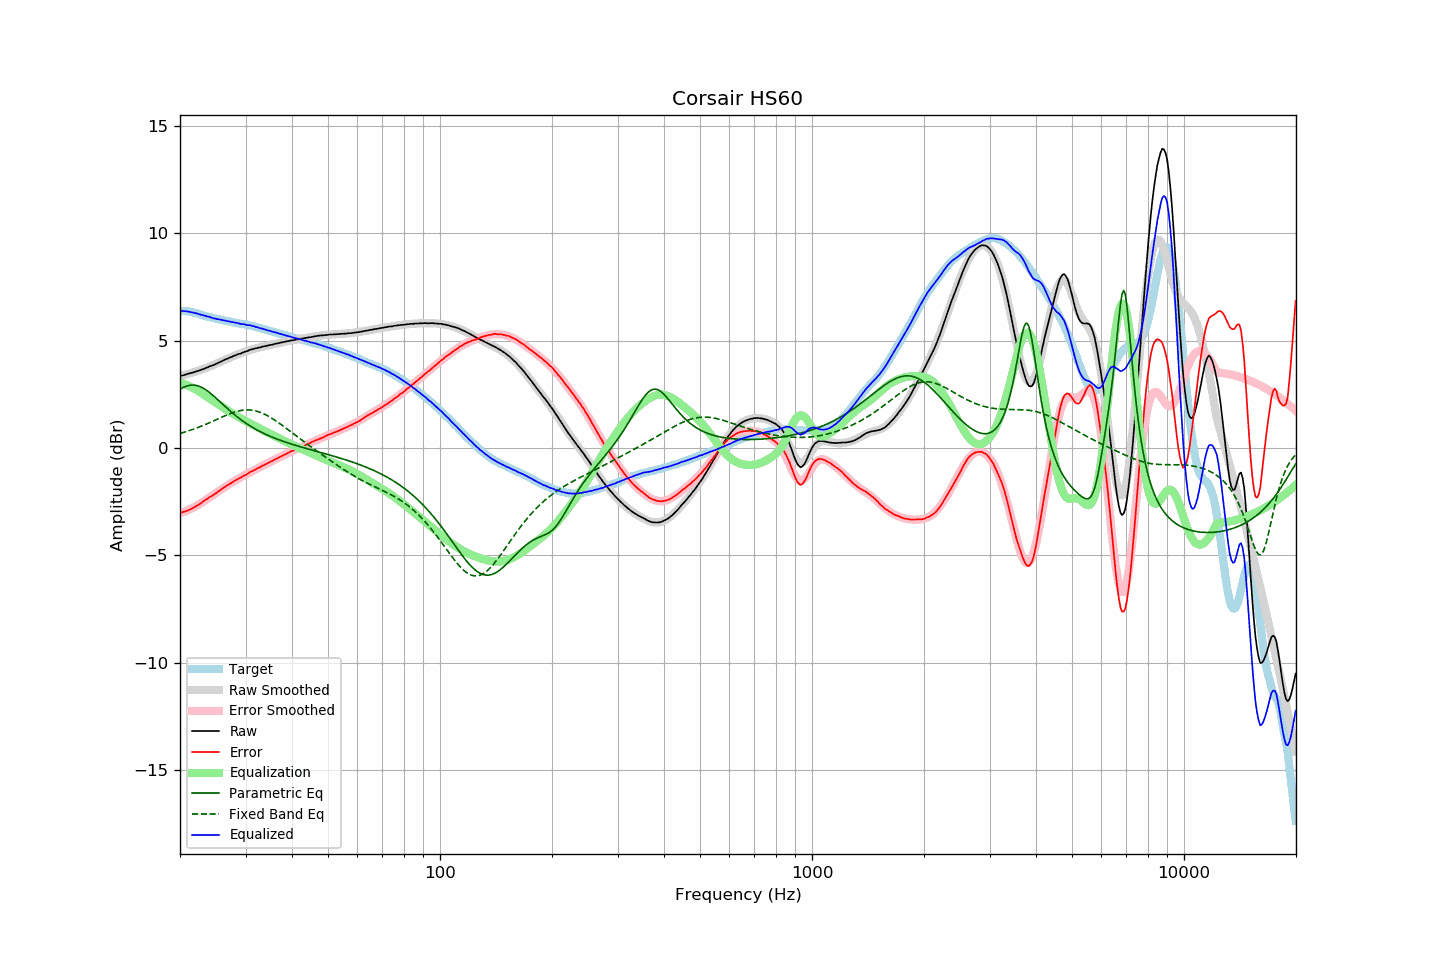 Corsair HS60
15
10
5
0
−5
−10
−15
Amplitude (dBr)
Target
Raw Smoothed
Error Smoothed
Raw
Error
Equalization
Parametric Eq
Fixed Band Eq
Equalized
100
1000
10000
Frequency (Hz)